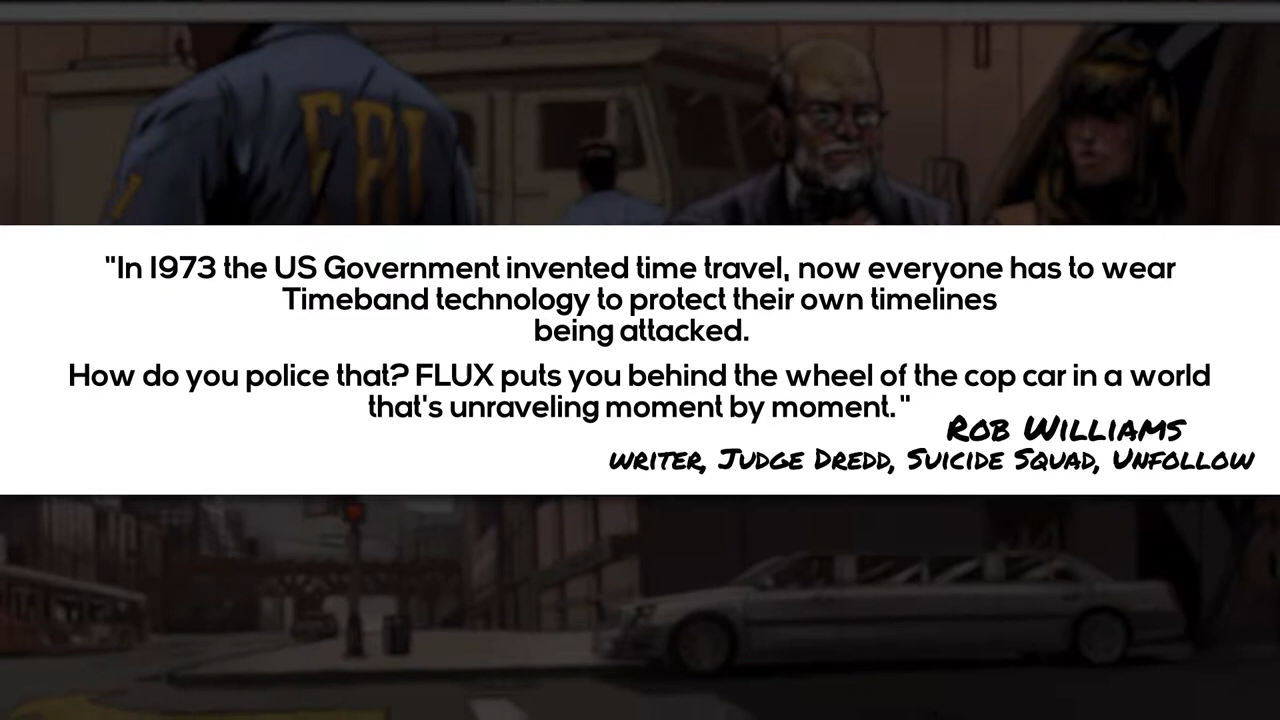 FBI
"In 1973 the US Government invented time travel, now everyone has to wear
Timeband technology to protect their own timelines
being attacked.
How do you police that? FLUX puts you behind the wheel of the cop car in a world
that's unraveling moment by moment."
Rob Williams
writer, Judge Dredd, Suicide Squad, Unfollow